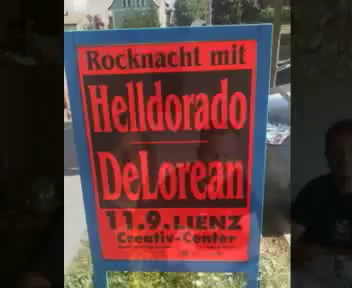 Rocknacht mit
Helldorado
DeLorean
11.9. LIENZ
Creativ-Center